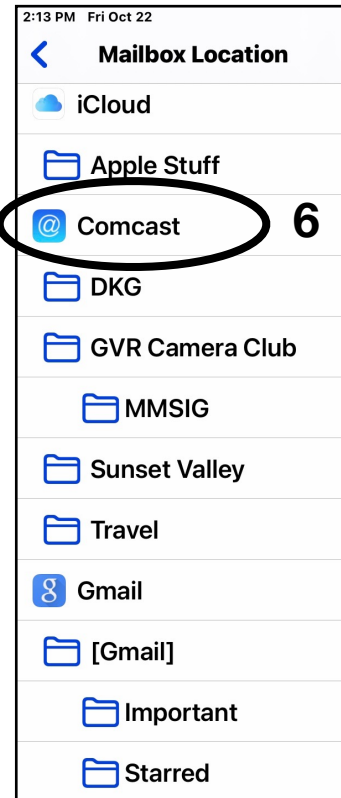 2:13 PM Fri Oct 22
Mailbox Location
iCloud
Apple Stuff
@ Comcast 6
DKG
GVR Camera Club
MMSIG
Sunset Valley
Travel
8 Gmail
[Gmail]
Important
Starred